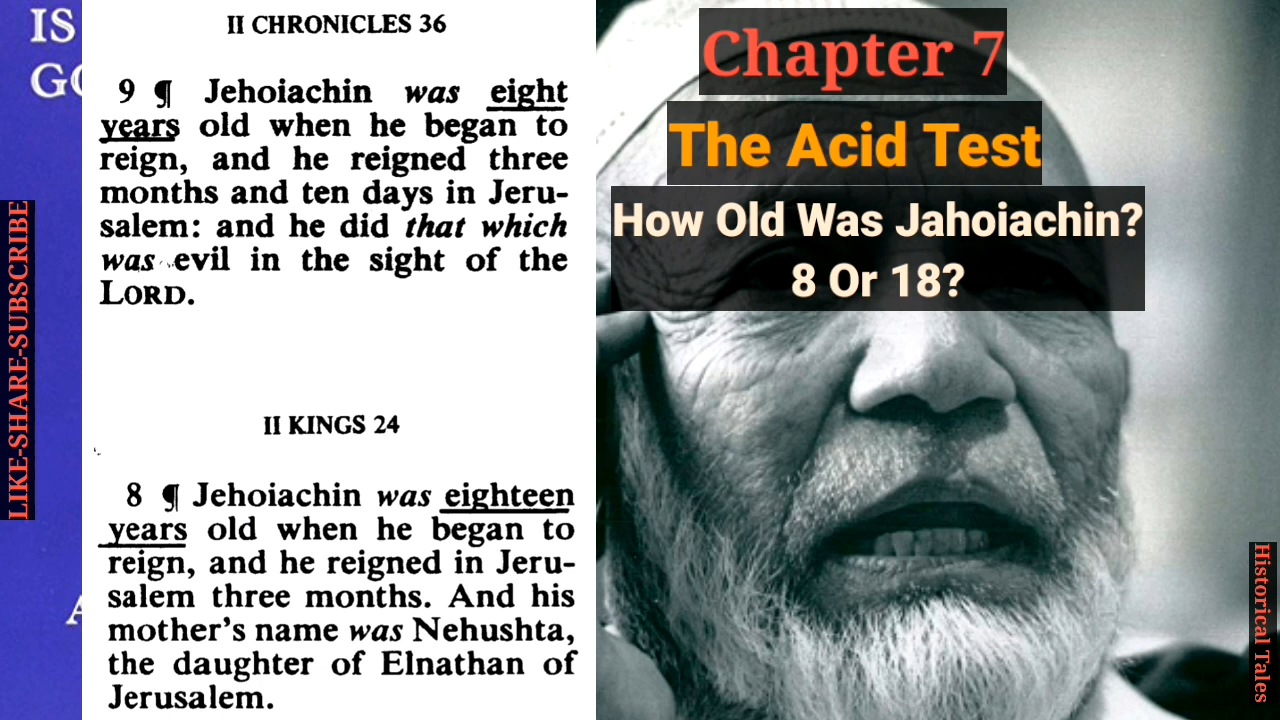 IS
GO
LIKE-SHARE-SUBSCRIBE
II CHRONICLES 36
9 ¶ Jehoiachin was eight
years old when he began to
reign, and he reigned three
months and ten days in Jeru-
salem: and he did that which
was evil in the sight of the
LORD.
II KINGS 24
8 ¶ Jehoiachin was eighteen
years old when he began to
reign, and he reigned in Jeru-
salem three months. And his
mother's name was Nehushta,
the daughter of Elnathan of
Jerusalem.
A
Chapter 7
The Acid Test
How Old Was Jahoiachin?
8 Or 18?
Historical Tales